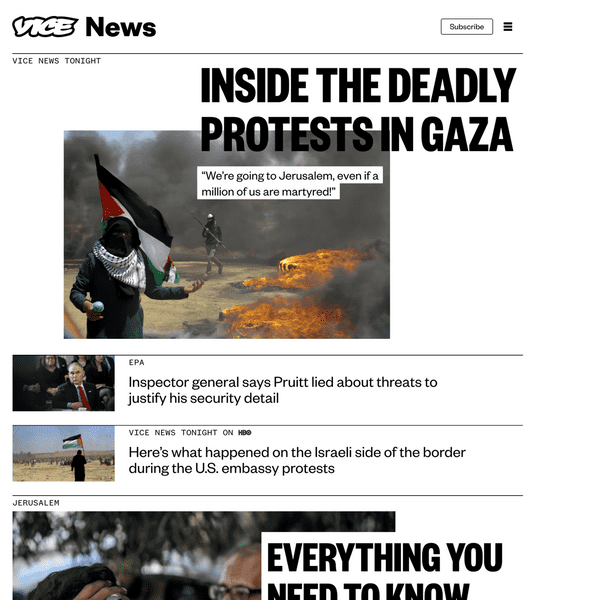 VICE News
Subscribe
VICE NEWS TONIGHT
INSIDE THE DEADLY
PROTESTS IN GAZA
“We’re going to Jerusalem, even if a
million of us are martyred!”
EPA
Inspector general says Pruitt lied about threats to
justify his security detail
VICE NEWS TONIGHT ON HBO
Here’s what happened on the Israeli side of the border
during the U.S. embassy protests
JERUSALEM
EVERYTHING YOU
NEED TO KNOW